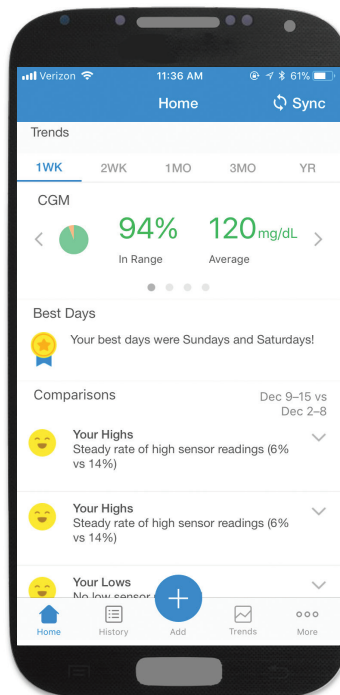 Verizon 11:36 AM 61%
Home Sync
Trends
1WK 2WK 1MO 3MO YR
CGM
94% 120 mg/dL
In Range Average
Best Days
Your best days were Sundays and Saturdays!
Comparisons Dec 9–15 vs
Dec 2–8
Your Highs
Steady rate of high sensor readings (6%
vs 14%)
Your Highs
Steady rate of high sensor readings (6%
vs 14%)
Your Lows
No low sensor
Home History Add Trends More